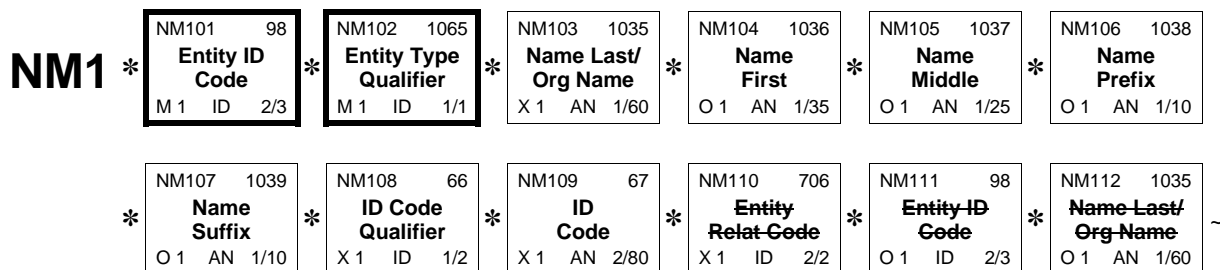 NM1 * NM101 98 * NM102 1065 * NM103 1035 * NM104 1036 * NM105 1037 * NM106 1038
Entity ID Entity Type Name Last/ Name Name Name
Code Qualifier Org Name First Middle Prefix
M 1 ID 2/3 M 1 ID 1/1 X 1 AN 1/60 O 1 AN 1/35 O 1 AN 1/25 O 1 AN 1/10
* NM107 1039 * NM108 66 * NM109 67 * NM110 706 * NM111 98 * NM112 1035 ~
Name ID Code ID Entity Entity ID Name Last/
Suffix Qualifier Code Relat Code Code Org Name
O 1 AN 1/10 X 1 ID 1/2 X 1 AN 2/80 X 1 ID 2/2 O 1 ID 2/3 O 1 AN 1/60